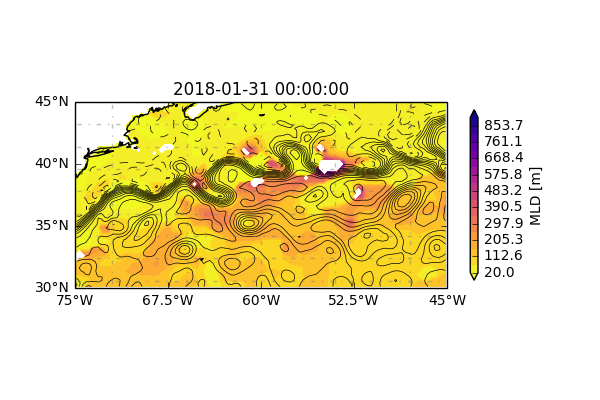 2018-01-31 00:00:00
45°N
40°N
35°N
30°N
75°W
67.5°W
60°W
52.5°W
45°W
853.7
761.1
668.4
575.8
483.2
390.5
297.9
205.3
112.6
20.0
MLD [m]